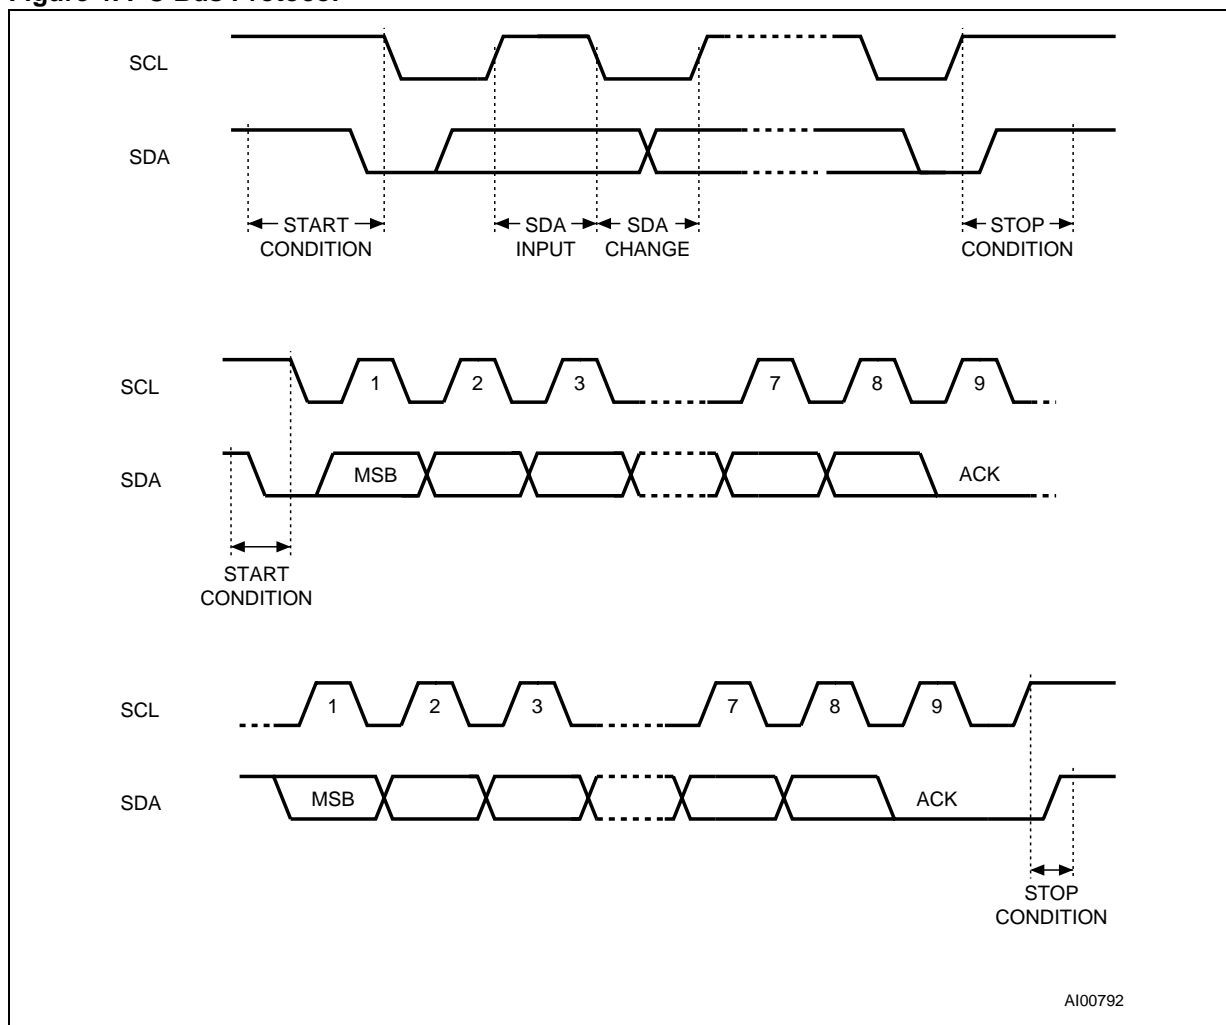 SCL
SDA
START
CONDITION
SDA
INPUT
SDA
CHANGE
STOP
CONDITION
SCL
1 2 3 7 8 9
SDA
MSB
ACK
START
CONDITION
SCL
1 2 3 7 8 9
SDA
MSB
ACK
STOP
CONDITION
AI00792